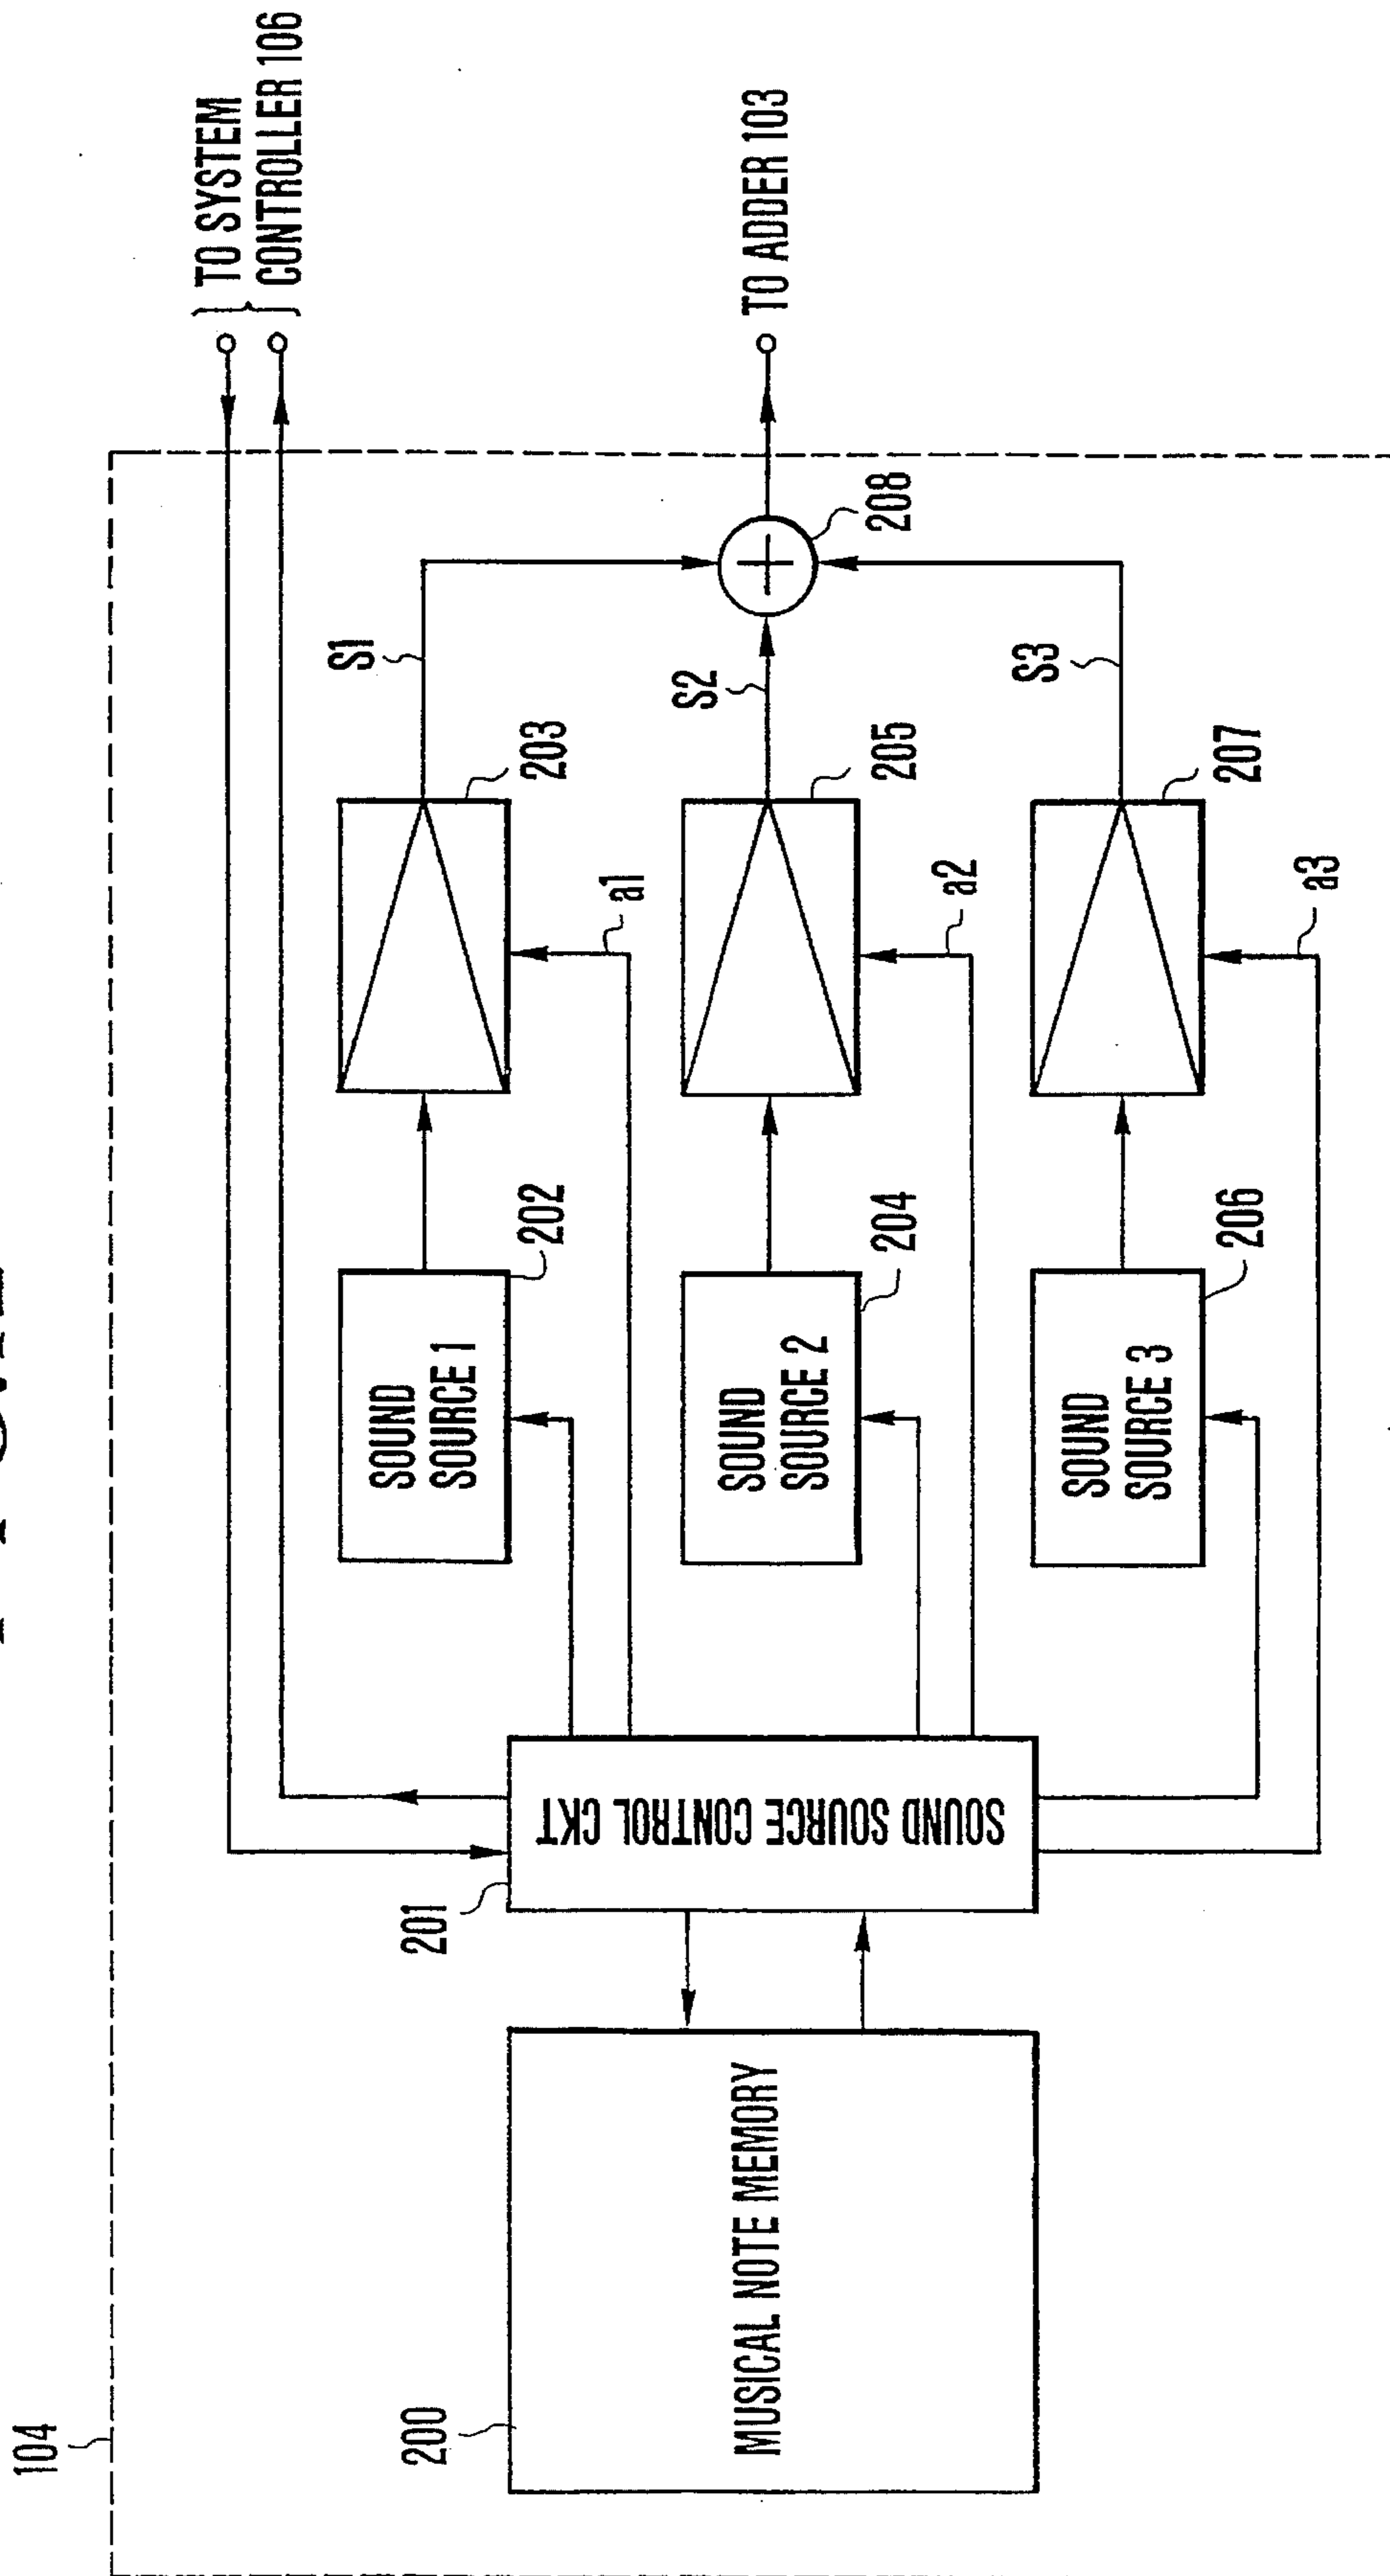 104
TO SYSTEM
CONTROLLER 106
TO ADDER 103
200
MUSICAL NOTE MEMORY
201
SOUND SOURCE CONTROL CKT
SOUND
SOURCE 1
202
203
a1
S1
SOUND
SOURCE 2
204
205
a2
S2
208
SOUND
SOURCE 3
206
207
a3
S3